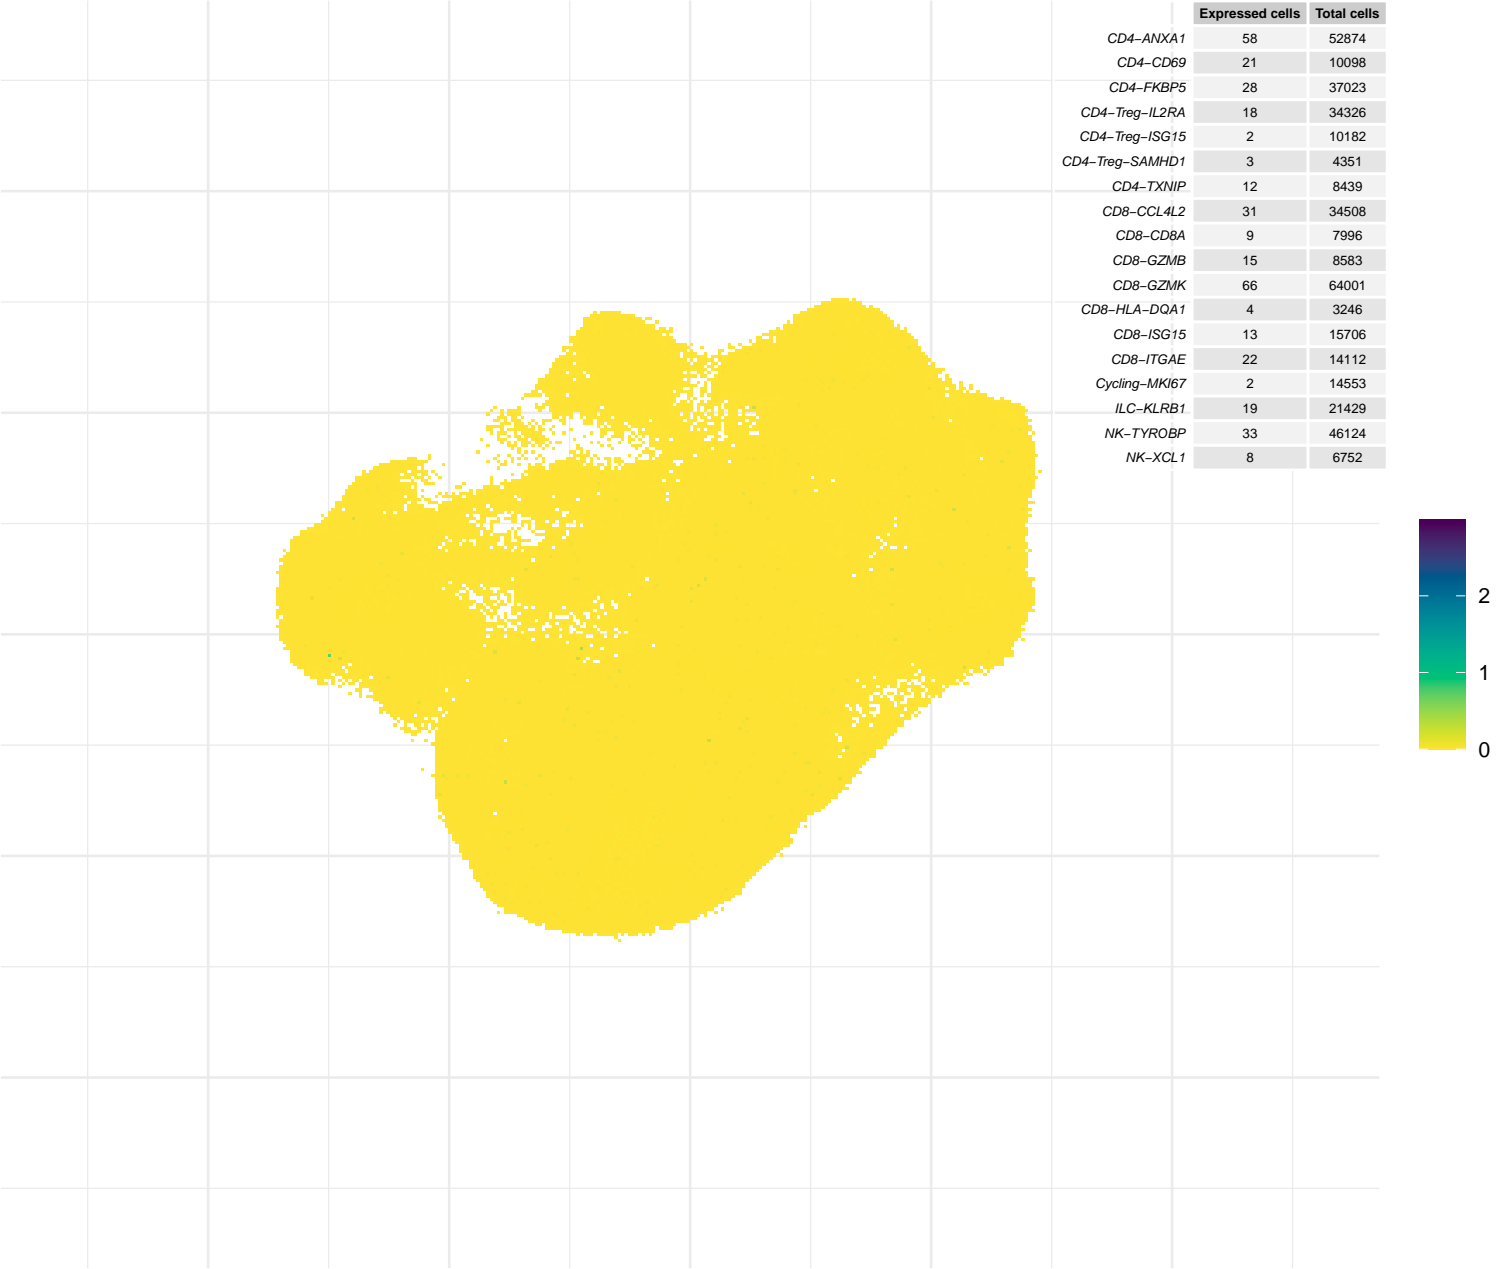 Expressed cells Total cells
CD4−ANXA1 58 52874
CD4−CD69 21 10098
CD4−FKBP5 28 37023
CD4−Treg−IL2RA 18 34326
CD4−Treg−ISG15 2 10182
CD4−Treg−SAMHD1 3 4351
CD4−TXNIP 12 8439
CD8−CCL4L2 31 34508
CD8−CD8A 9 7996
CD8−GZMB 15 8583
CD8−GZMK 66 64001
CD8−HLA−DQA1 4 3246
CD8−ISG15 13 15706
CD8−ITGAE 22 14112
Cycling−MKI67 2 14553
ILC−KLRB1 19 21429
NK−TYROBP 33 46124
NK−XCL1 8 6752
2
1
0